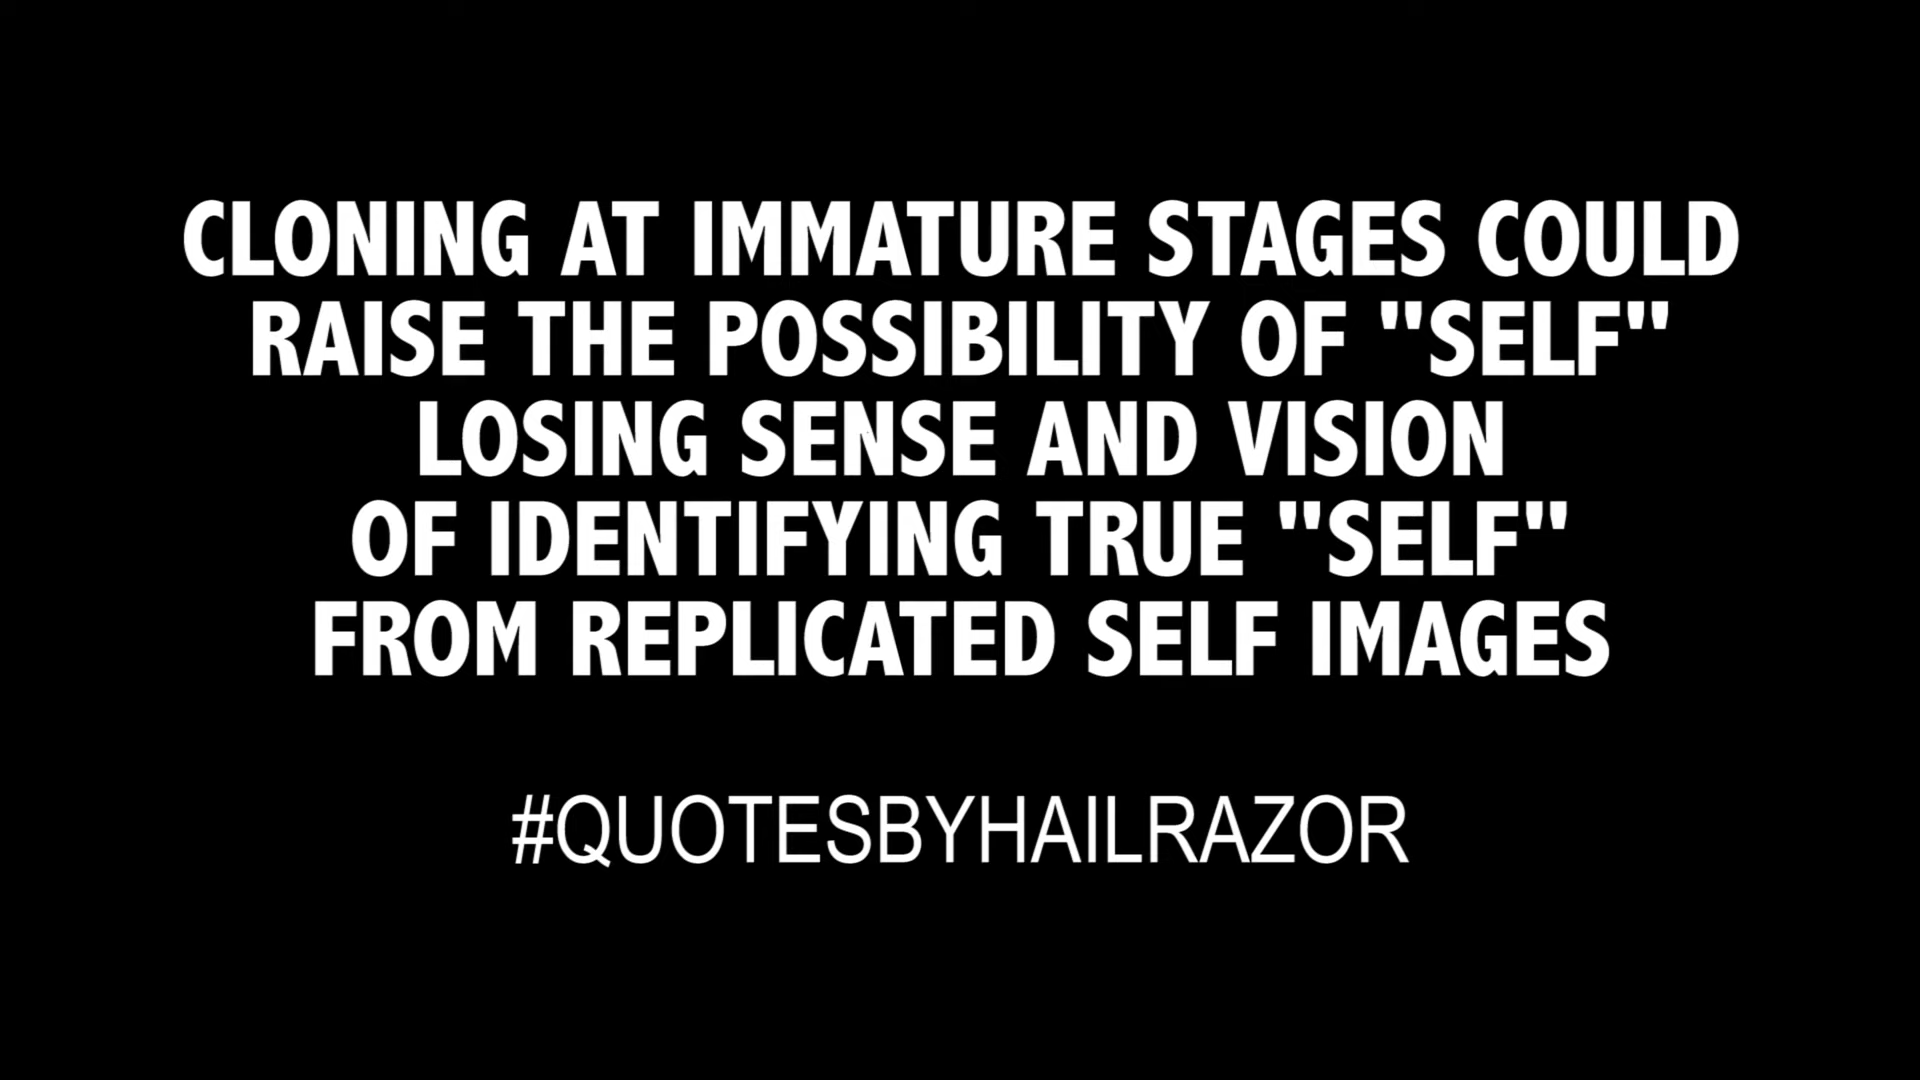 CLONING AT IMMATURE STAGES COULD
RAISE THE POSSIBILITY OF "SELF"
LOSING SENSE AND VISION
OF IDENTIFYING TRUE "SELF"
FROM REPLICATED SELF IMAGES
#QUOTESBYHAILRAZOR